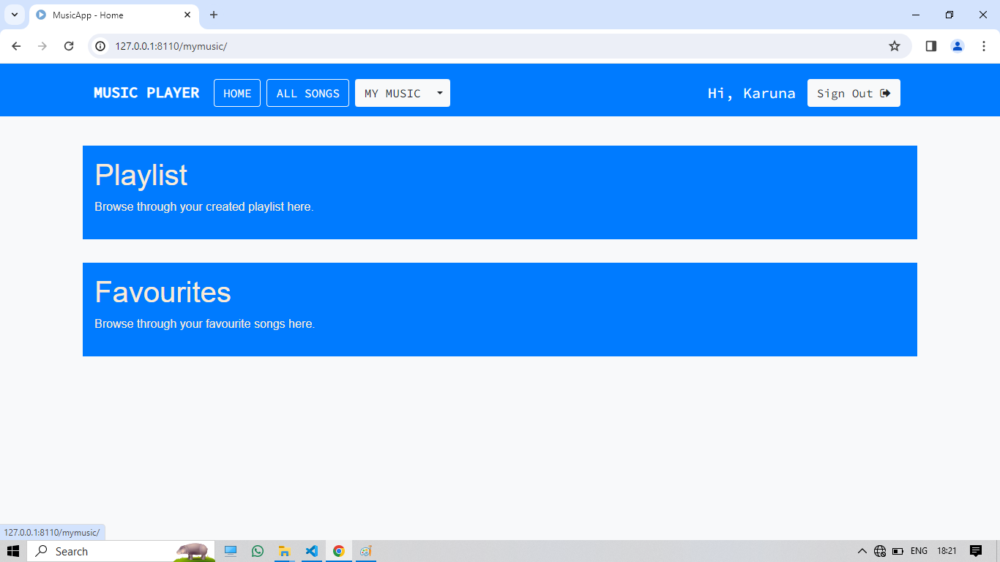 MusicApp - Home
127.0.0.1:8110/mymusic/
MUSIC PLAYER HOME ALL SONGS MY MUSIC Hi, Karuna Sign Out
Playlist
Browse through your created playlist here.
Favourites
Browse through your favourite songs here.
127.0.0.1:8110/mymusic/
Search ENG 18:21